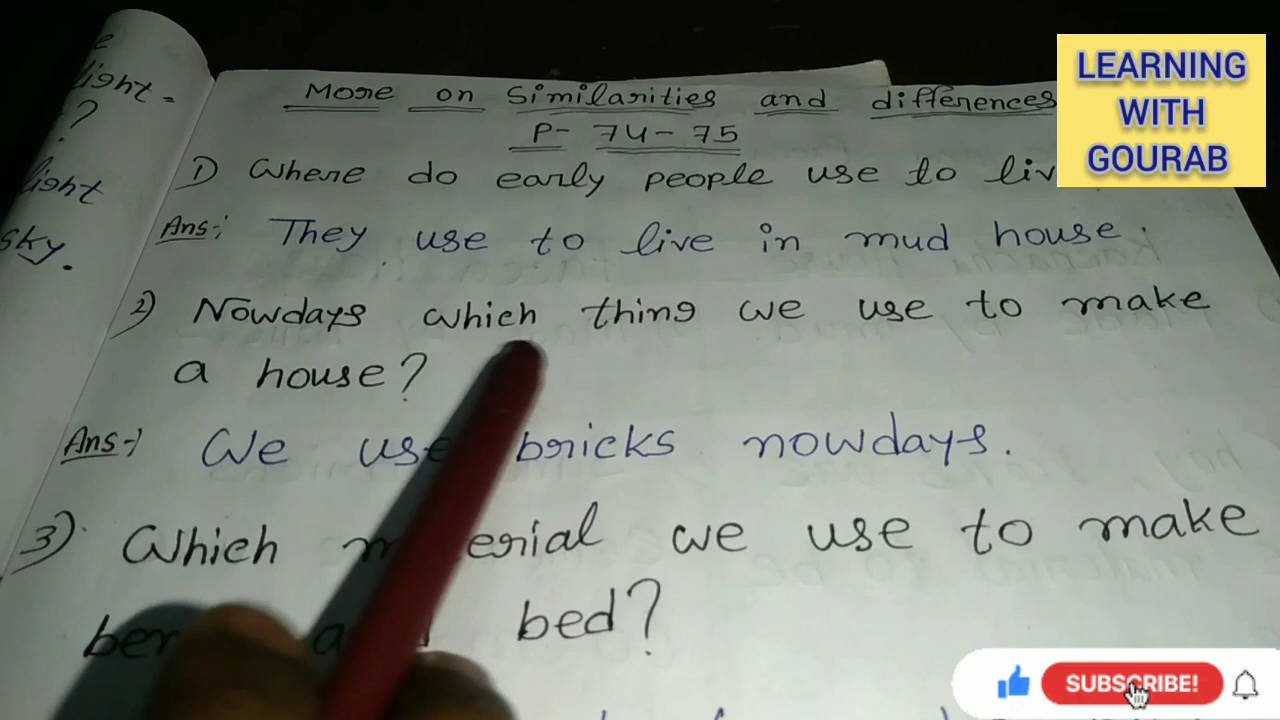 light-
?
light
sky.
More on Similarities and differences
P- 74-75
1) Where do early people use to
Ans: They use to live in mud house.
2) Nowdays which thing we use to make
a house?
Ans:- We use bricks nowdays.
3) Which we use to make
bed?
LEARNING
WITH
GOURAB
SUBSCRIBE!